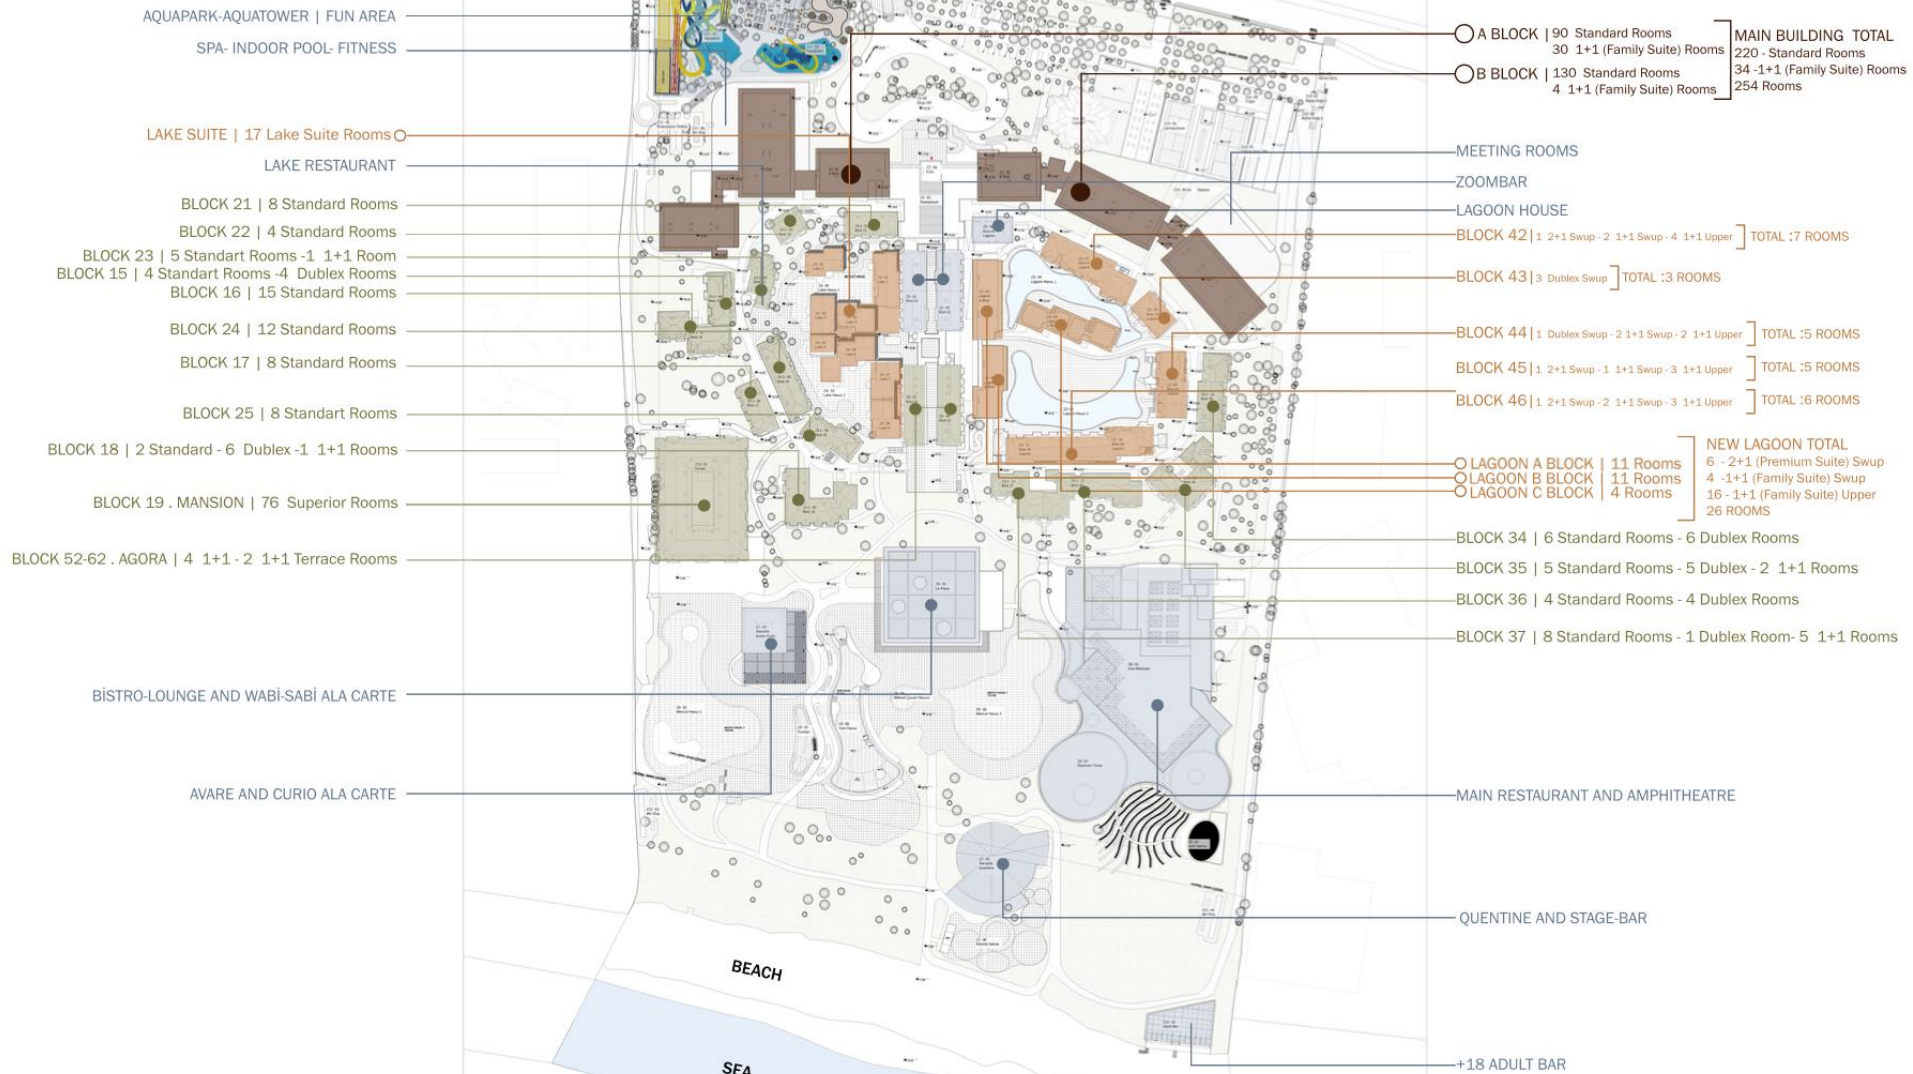 AQUAPARK-AQUATOWER | FUN AREA
SPA- INDOOR POOL- FITNESS
LAKE SUITE | 17 Lake Suite Rooms
LAKE RESTAURANT
BLOCK 21 | 8 Standard Rooms
BLOCK 22 | 4 Standard Rooms
BLOCK 23 | 5 Standart Rooms -1 1+1 Room
BLOCK 15 | 4 Standart Rooms -4 Dublex Rooms
BLOCK 16 | 15 Standard Rooms
BLOCK 24 | 12 Standard Rooms
BLOCK 17 | 8 Standard Rooms
BLOCK 25 | 8 Standart Rooms
BLOCK 18 | 2 Standard - 6 Dublex -1 1+1 Rooms
BLOCK 19 . MANSION | 76 Superior Rooms
BLOCK 52-62 . AGORA | 4 1+1 - 2 1+1 Terrace Rooms
BİSTRO-LOUNGE AND WABİ-SABİ ALA CARTE
AVARE AND CURIO ALA CARTE
BEACH
SEA
A BLOCK | 90 Standard Rooms
30 1+1 (Family Suite) Rooms
B BLOCK | 130 Standard Rooms
4 1+1 (Family Suite) Rooms
MAIN BUILDING TOTAL
220 - Standard Rooms
34 -1+1 (Family Suite) Rooms
254 Rooms
MEETING ROOMS
ZOOMBAR
LAGOON HOUSE
BLOCK 42| 1 2+1 Swup - 2 1+1 Swup - 4 1+1 Upper TOTAL :7 ROOMS
BLOCK 43| 3 Dublex Swup TOTAL :3 ROOMS
BLOCK 44| 1 Dublex Swup - 2 1+1 Swup - 2 1+1 Upper TOTAL :5 ROOMS
BLOCK 45| 1 2+1 Swup - 1 1+1 Swup - 3 1+1 Upper TOTAL :5 ROOMS
BLOCK 46| 1 2+1 Swup - 2 1+1 Swup - 3 1+1 Upper TOTAL :6 ROOMS
LAGOON A BLOCK | 11 Rooms
LAGOON B BLOCK | 11 Rooms
LAGOON C BLOCK | 4 Rooms
NEW LAGOON TOTAL
6 - 2+1 (Premium Suite) Swup
4 -1+1 (Family Suite) Swup
16 - 1+1 (Family Suite) Upper
26 ROOMS
BLOCK 34 | 6 Standard Rooms - 6 Dublex Rooms
BLOCK 35 | 5 Standard Rooms - 5 Dublex - 2 1+1 Rooms
BLOCK 36 | 4 Standard Rooms - 4 Dublex Rooms
BLOCK 37 | 8 Standard Rooms - 1 Dublex Room- 5 1+1 Rooms
MAIN RESTAURANT AND AMPHITHEATRE
QUENTINE AND STAGE-BAR
+18 ADULT BAR